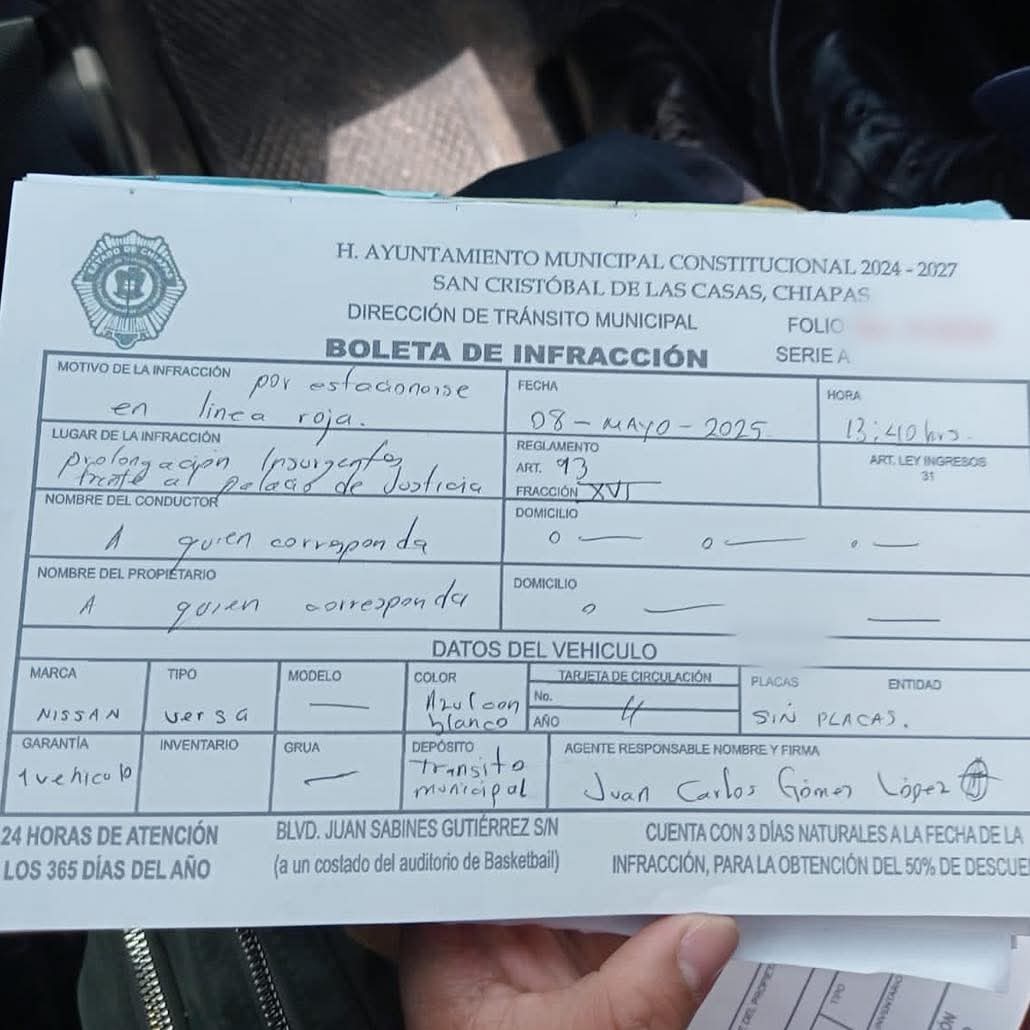 ESTADO DE CHIAPAS
H. AYUNTAMIENTO MUNICIPAL CONSTITUCIONAL 2024 - 2027
SAN CRISTÓBAL DE LAS CASAS, CHIAPAS
DIRECCIÓN DE TRÁNSITO MUNICIPAL
FOLIO
BOLETA DE INFRACCIÓN
SERIE A
MOTIVO DE LA INFRACCIÓN por estacionarse
en linea roja.
FECHA
08 - MAYO - 2025
HORA
13:40 hrs.
LUGAR DE LA INFRACCIÓN
prolongación Insurgentes
frente al palacio de Justicia
REGLAMENTO
ART. 93
FRACCIÓN XVI
ART. LEY INGRESOS
31
NOMBRE DEL CONDUCTOR
A quien corresponda
DOMICILIO
NOMBRE DEL PROPIETARIO
A quien corresponda
DOMICILIO
DATOS DEL VEHICULO
MARCA
NISSAN
TIPO
versa
MODELO
COLOR
Azul con
blanco
TARJETA DE CIRCULACIÓN
No.
AÑO
PLACAS
ENTIDAD
SIN PLACAS.
GARANTÍA
1 vehiculo
INVENTARIO
GRUA
DEPÓSITO
Transito
municipal
AGENTE RESPONSABLE NOMBRE Y FIRMA
Juan Carlos Gómez López
24 HORAS DE ATENCIÓN
LOS 365 DÍAS DEL AÑO
BLVD. JUAN SABINES GUTIÉRREZ S/N
(a un costado del auditorio de Basketball)
CUENTA CON 3 DÍAS NATURALES A LA FECHA DE LA
INFRACCIÓN, PARA LA OBTENCIÓN DEL 50% DE DESCUE
DEL PROPIE
TIPO
INVENTARIO